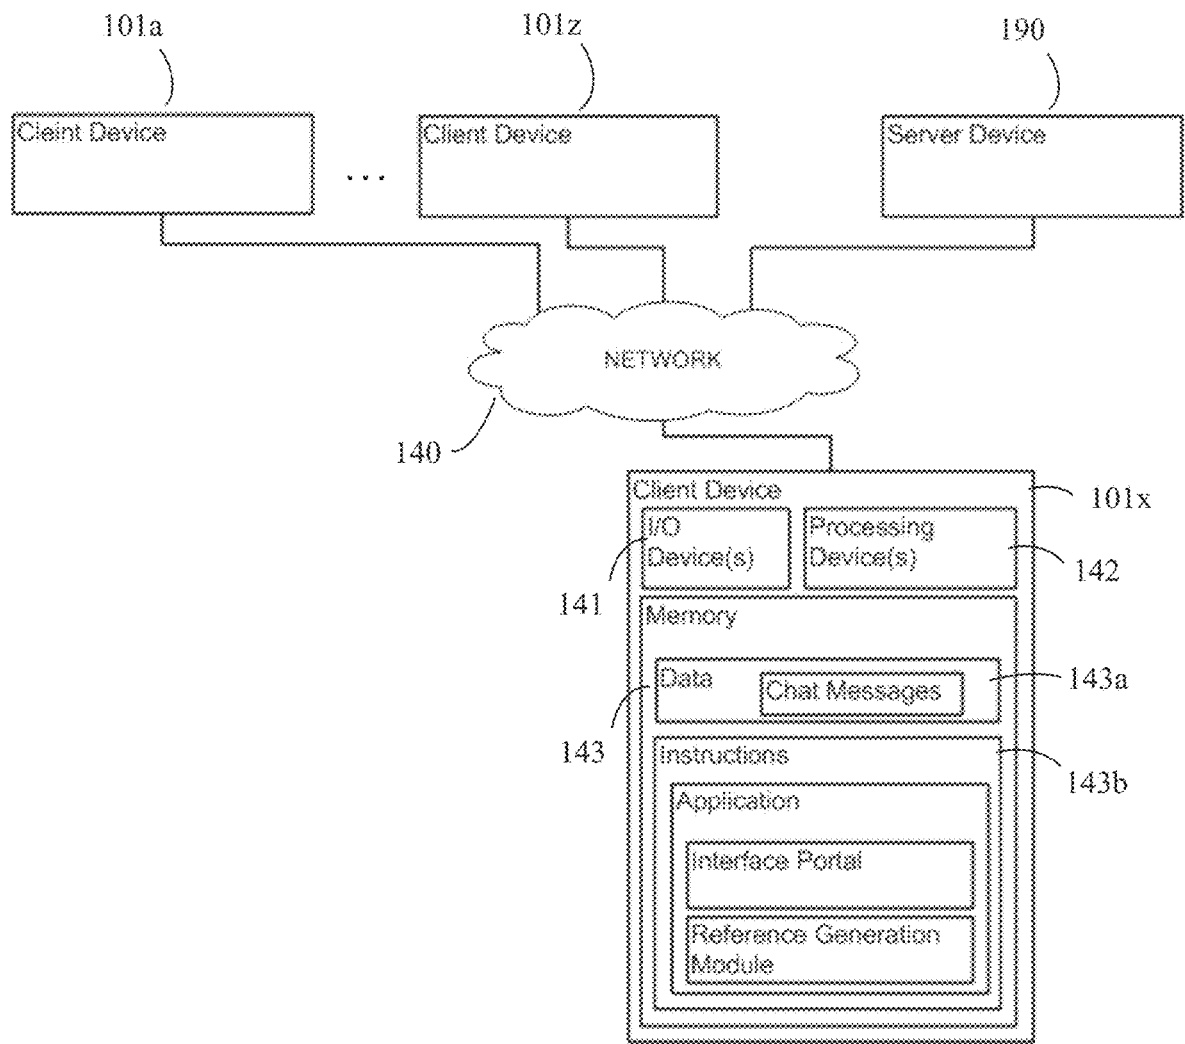 101a
101z
190
Cleint Device
Client Device
Server Device
...
NETWORK
140
Client Device
101x
I/O
Device(s)
Processing
Device(s)
141
142
Memory
Data
Chat Messages
143a
143
Instructions
143b
Application
Interface Portal
Reference Generation
Module